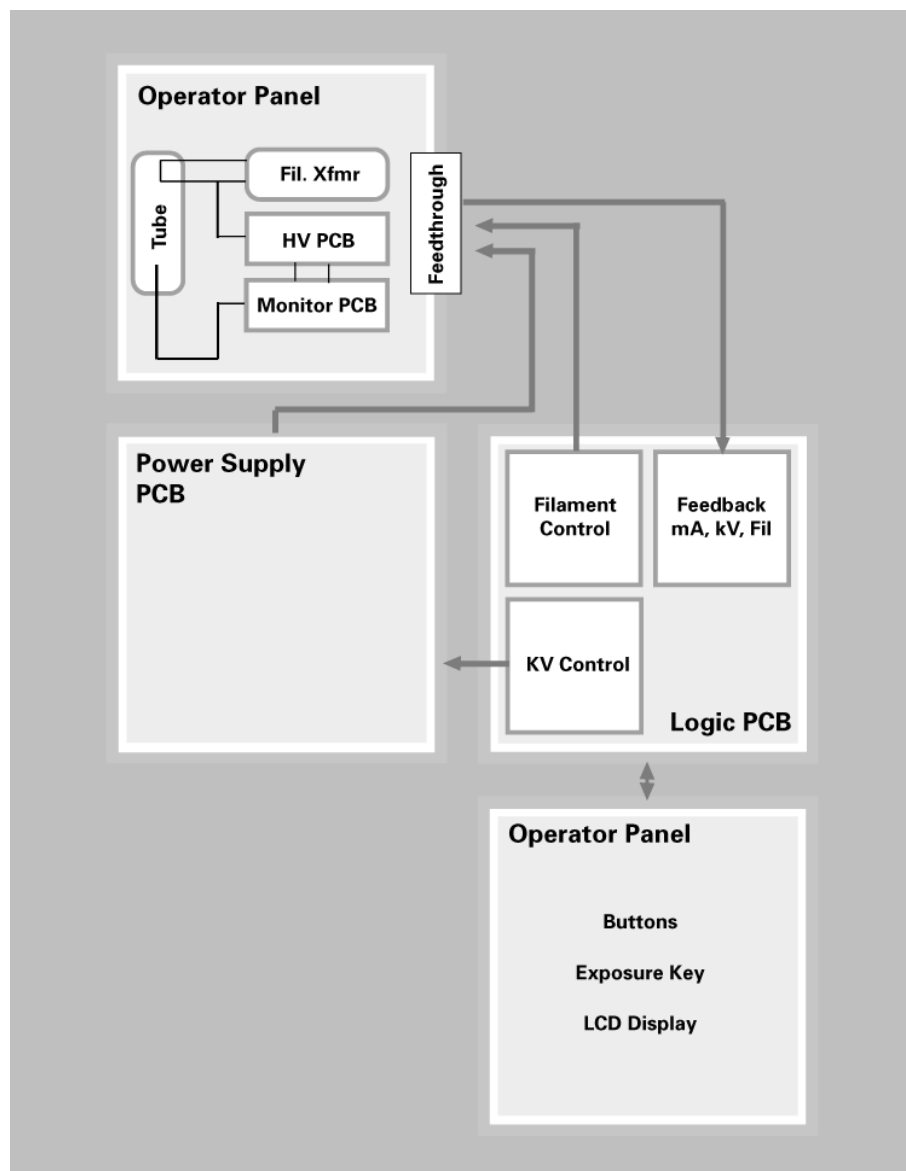 Operator Panel
Fil. Xfmr
Tube
HV PCB
Monitor PCB
Feedthrough
Power Supply
PCB
Filament
Control
Feedback
mA, kV, Fil
KV Control
Logic PCB
Operator Panel
Buttons
Exposure Key
LCD Display